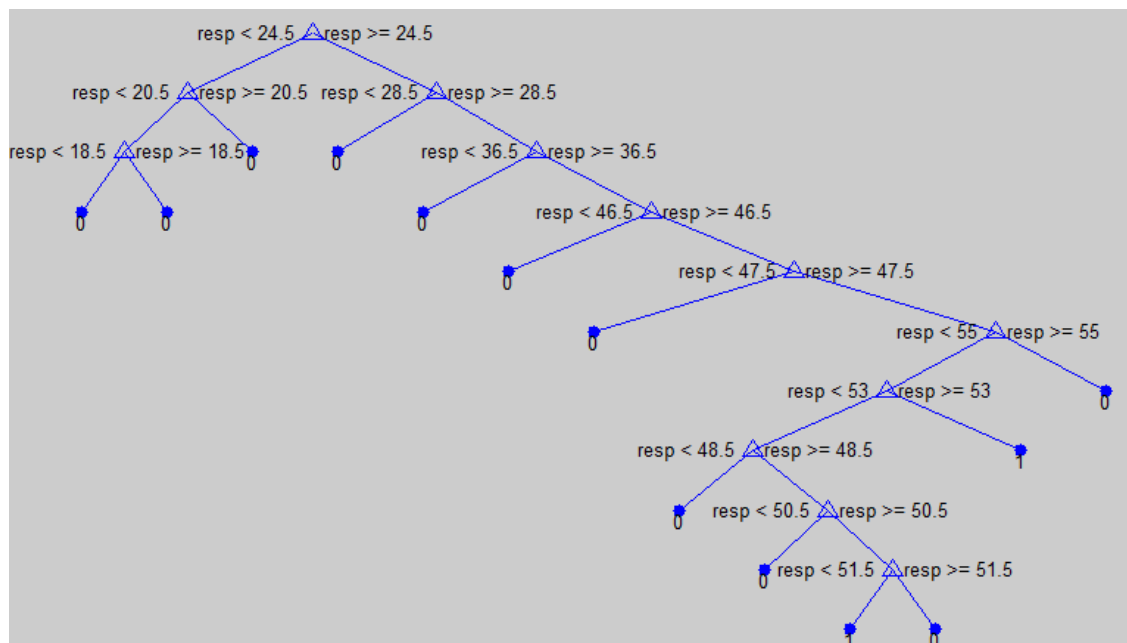 resp < 24.5 resp >= 24.5
resp < 20.5 resp >= 20.5 resp < 28.5 resp >= 28.5
resp < 18.5 resp >= 18.5 0 0 resp < 36.5 resp >= 36.5
0 0 0 resp < 46.5 resp >= 46.5
0 resp < 47.5 resp >= 47.5
0 resp < 55 resp >= 55
resp < 53 resp >= 53 0
resp < 48.5 resp >= 48.5 1
0 resp < 50.5 resp >= 50.5
0 resp < 51.5 resp >= 51.5
1 0